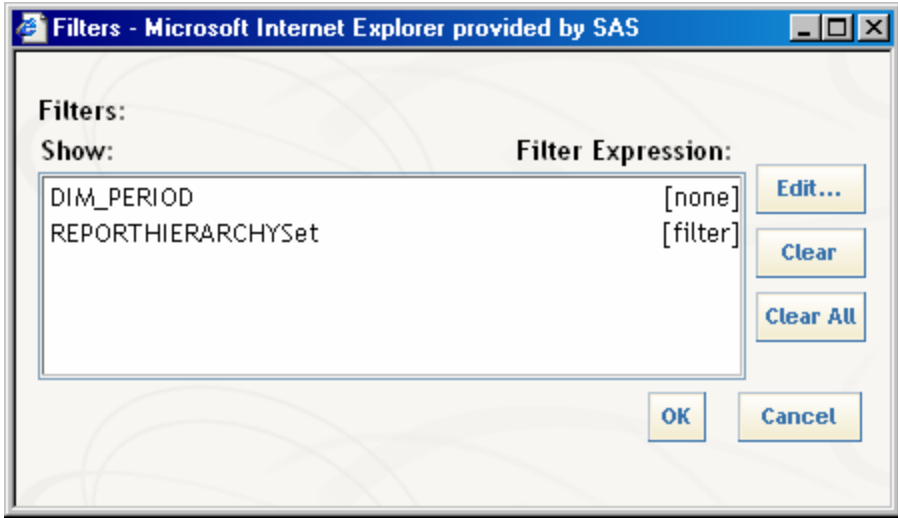 Filters - Microsoft Internet Explorer provided by SAS
Filters:
Show: Filter Expression:
DIM_PERIOD [none]
REPORTHIERARCHYSet [filter]
Edit...
Clear
Clear All
OK Cancel